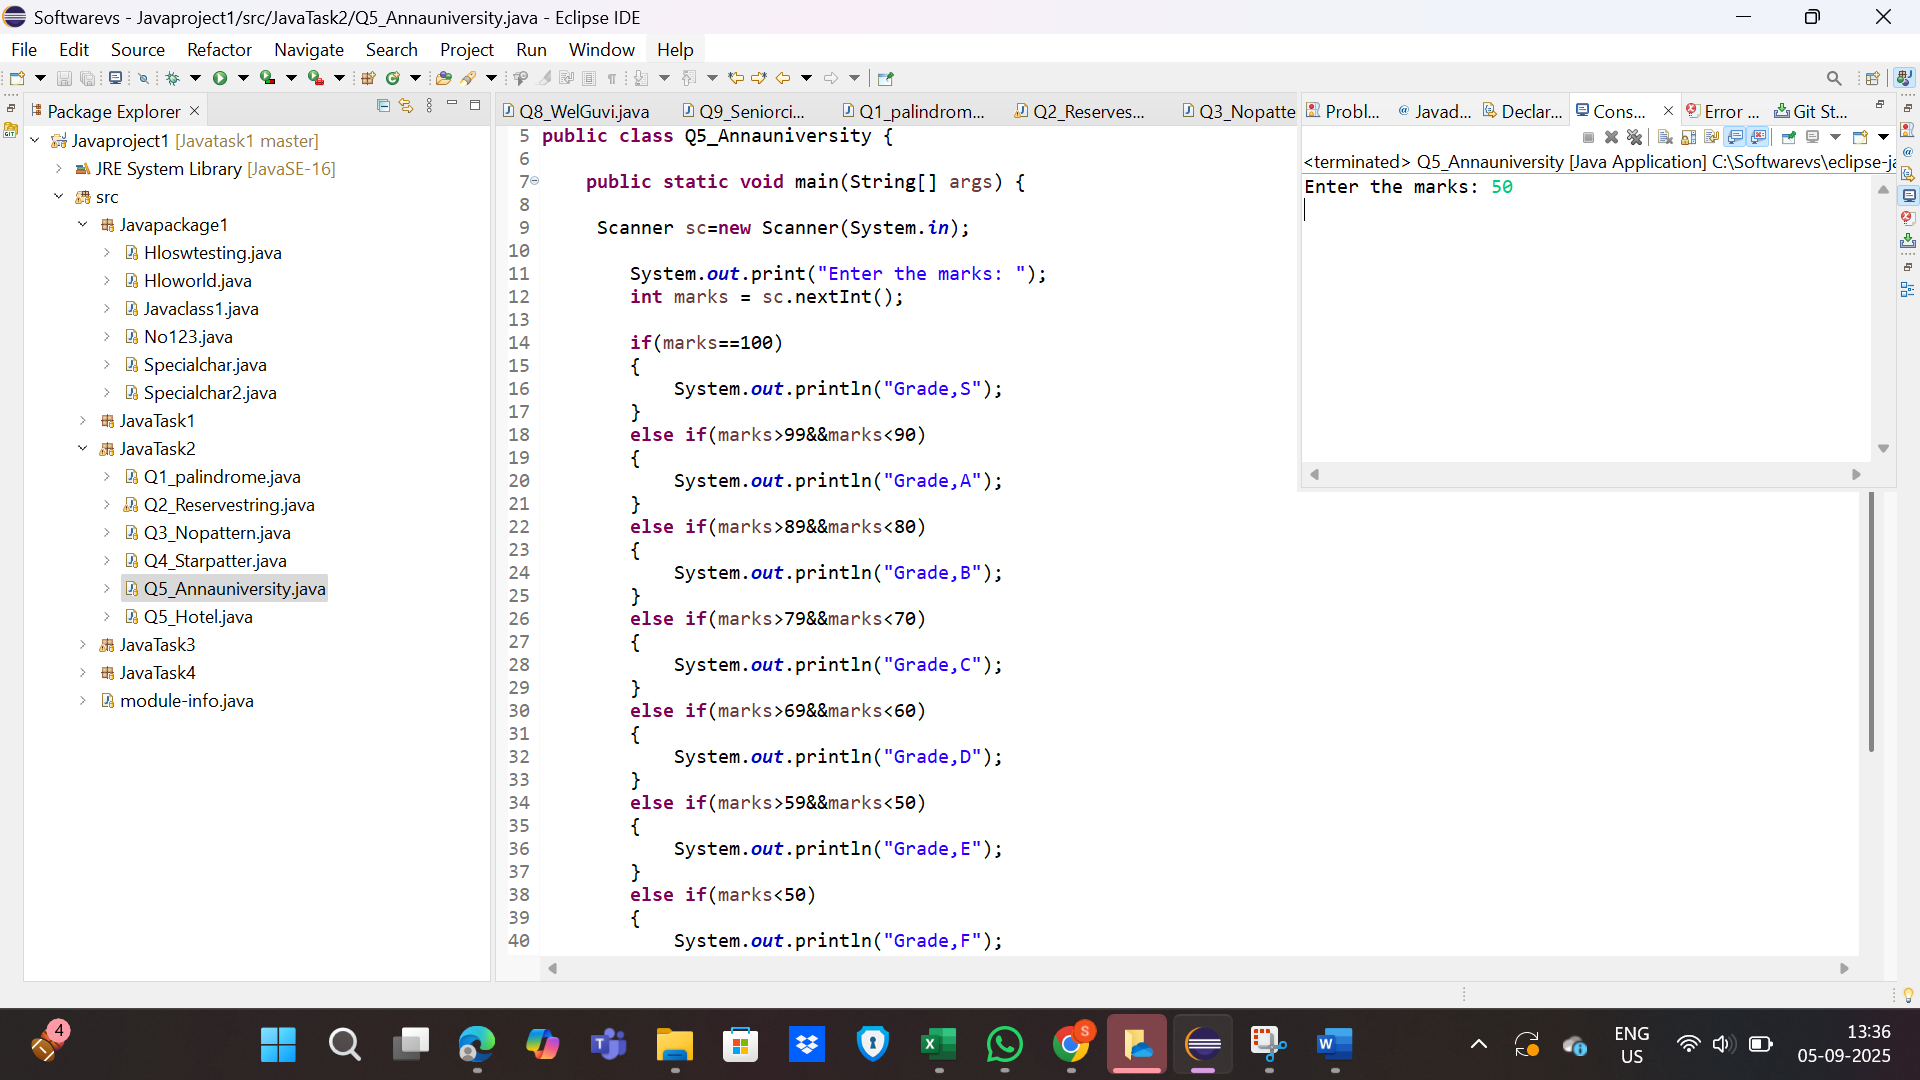 Softwarevs - Javaproject1/src/JavaTask2/Q5_Annauniversity.java - Eclipse IDE
File Edit Source Refactor Navigate Search Project Run Window Help
Package Explorer
Javaproject1 [Javatask1 master]
JRE System Library [JavaSE-16]
src
Javapackage1
Hloswtesting.java
Hloworld.java
Javaclass1.java
No123.java
Specialchar.java
Specialchar2.java
JavaTask1
JavaTask2
Q1_palindrome.java
Q2_Reservestring.java
Q3_Nopattern.java
Q4_Starpatter.java
Q5_Annauniversity.java
Q5_Hotel.java
JavaTask3
JavaTask4
module-info.java
Q8_WelGuvi.java Q9_Seniorci... Q1_palindrom... Q2_Reserves... Q3_Nopatte
5 public class Q5_Annauniversity {
6
7 public static void main(String[] args) {
8
9 Scanner sc=new Scanner(System.in);
10
11 System.out.print("Enter the marks: ");
12 int marks = sc.nextInt();
13
14 if(marks==100)
15 {
16 System.out.println("Grade,S");
17 }
18 else if(marks>99&&marks<90)
19 {
20 System.out.println("Grade,A");
21 }
22 else if(marks>89&&marks<80)
23 {
24 System.out.println("Grade,B");
25 }
26 else if(marks>79&&marks<70)
27 {
28 System.out.println("Grade,C");
29 }
30 else if(marks>69&&marks<60)
31 {
32 System.out.println("Grade,D");
33 }
34 else if(marks>59&&marks<50)
35 {
36 System.out.println("Grade,E");
37 }
38 else if(marks<50)
39 {
40 System.out.println("Grade,F");
Probl... Javad... Declar... Cons... Error ... Git St...
<terminated> Q5_Annauniversity [Java Application] C:\Softwarevs\eclipse-ja
Enter the marks: 50
4
S
ENG
US
13:36
05-09-2025